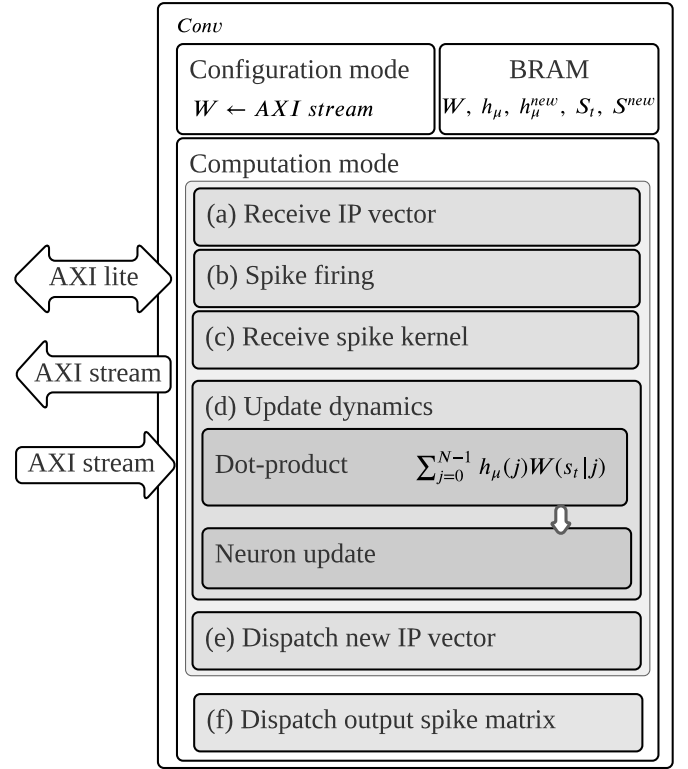 Conv
Configuration mode
W ← AXI stream
BRAM
W, h_μ, h_μ^{new}, S_t, S^{new}
Computation mode
(a) Receive IP vector
(b) Spike firing
(c) Receive spike kernel
(d) Update dynamics
Dot-product ∑_{j=0}^{N−1} h_μ(j)W(s_t|j)
Neuron update
(e) Dispatch new IP vector
(f) Dispatch output spike matrix
AXI lite
AXI stream
AXI stream